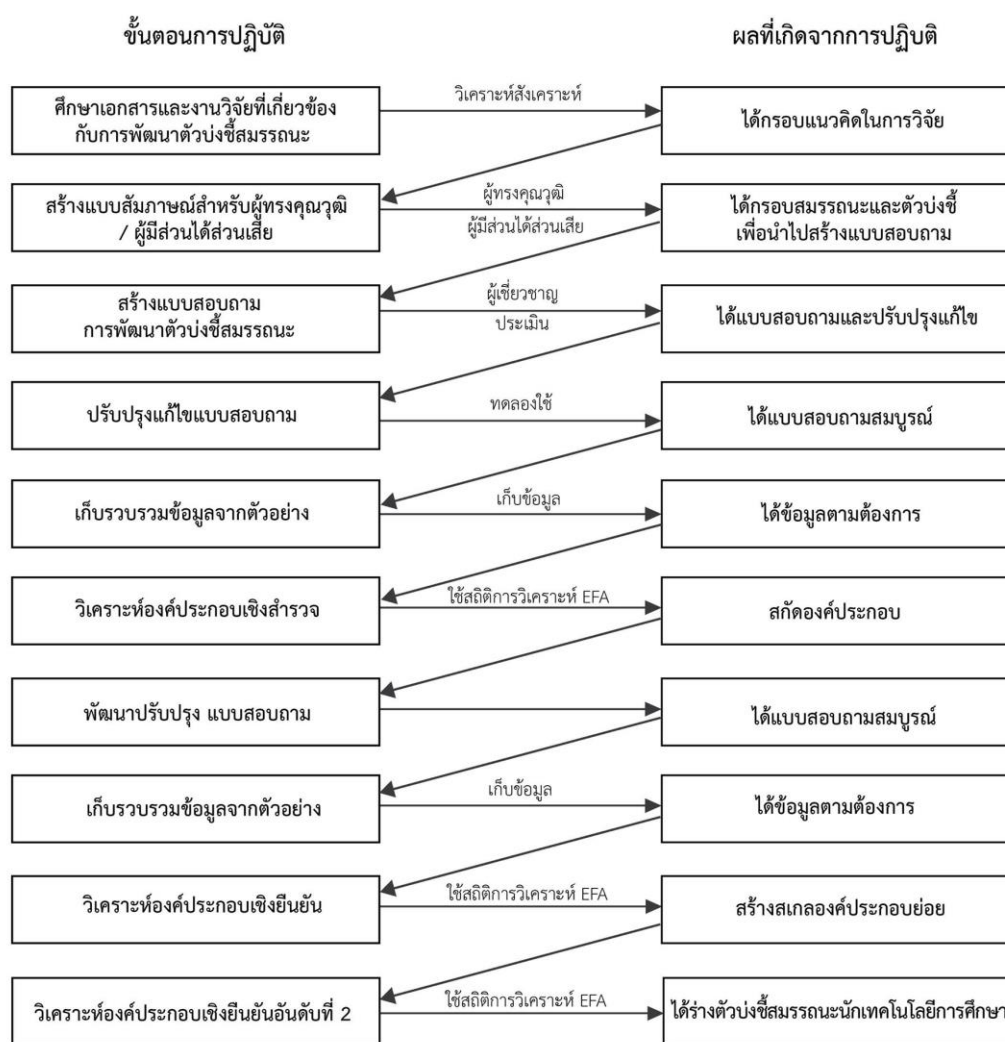 ขั้นตอนการปฏิบัติ
ผลที่เกิดจากการปฏิบติ
ศึกษาเอกสารและงานวิจัยที่เกี่ยวข้อง
กับการพัฒนาตัวบ่งชี้สมรรถนะ
วิเคราะห์สังเคราะห์
ได้กรอบแนวคิดในการวิจัย
สร้างแบบสัมภาษณ์สำหรับผู้ทรงคุณวุฒิ
/ ผู้มีส่วนได้ส่วนเสีย
ผู้ทรงคุณวุฒิ
ผู้มีส่วนได้ส่วนเสีย
ได้กรอบสมรรถนะและตัวบ่งชี้
เพื่อนำไปสร้างแบบสอบถาม
สร้างแบบสอบถาม
การพัฒนาตัวบ่งชี้สมรรถนะ
ผู้เชี่ยวชาญ
ประเมิน
ได้แบบสอบถามและปรับปรุงแก้ไข
ปรับปรุงแก้ไขแบบสอบถาม
ทดลองใช้
ได้แบบสอบถามสมบูรณ์
เก็บรวบรวมข้อมูลจากตัวอย่าง
เก็บข้อมูล
ได้ข้อมูลตามต้องการ
วิเคราะห์องค์ประกอบเชิงสำรวจ
ใช้สถิติการวิเคราะห์ EFA
สกัดองค์ประกอบ
พัฒนาปรับปรุง แบบสอบถาม
ได้แบบสอบถามสมบูรณ์
เก็บรวบรวมข้อมูลจากตัวอย่าง
เก็บข้อมูล
ได้ข้อมูลตามต้องการ
วิเคราะห์องค์ประกอบเชิงยืนยัน
ใช้สถิติการวิเคราะห์ EFA
สร้างสเกลองค์ประกอบย่อย
วิเคราะห์องค์ประกอบเชิงยืนยันอันดับที่ 2
ใช้สถิติการวิเคราะห์ EFA
ได้ร่างตัวบ่งชี้สมรรถนะนักเทคโนโลยีการศึกษา